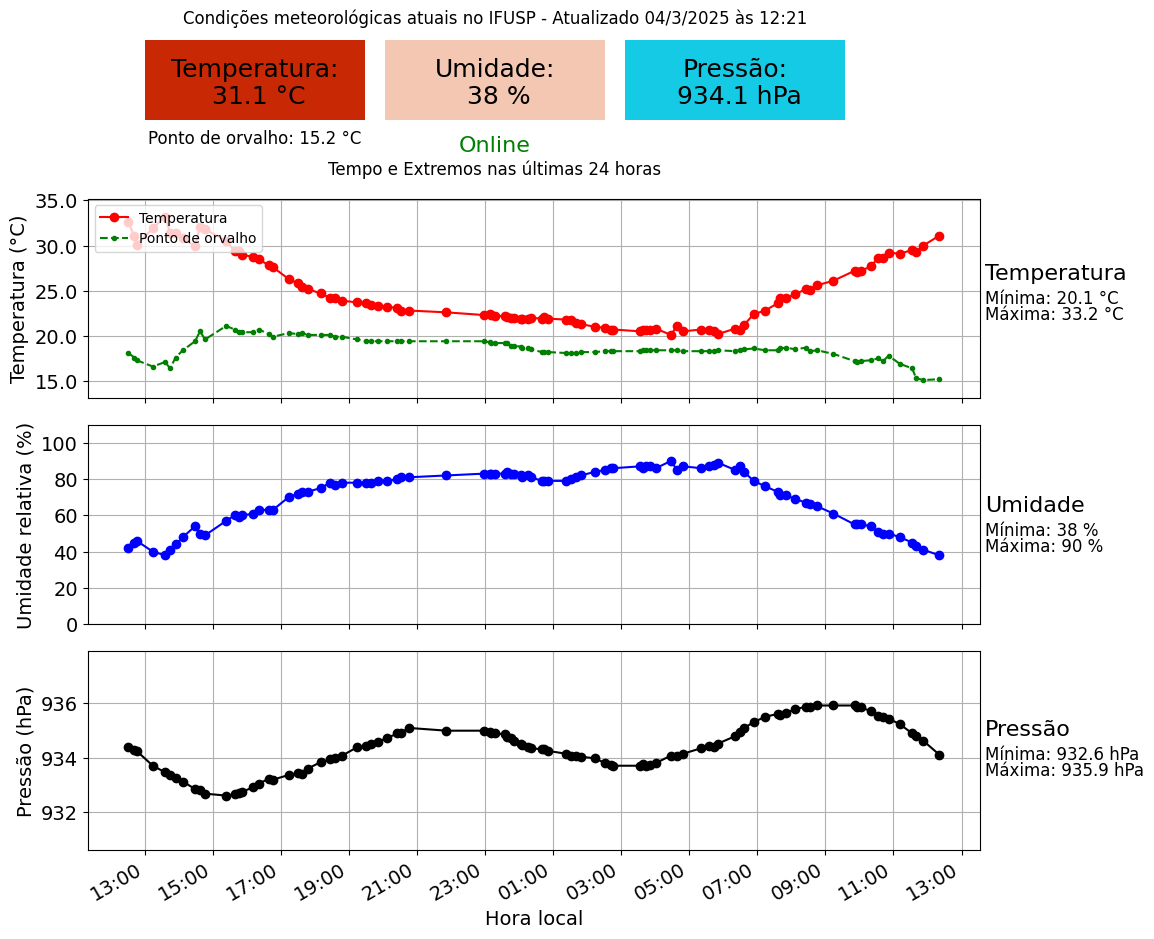 Condições meteorológicas atuais no IFUSP - Atualizado 04/3/2025 às 12:21
Temperatura:
31.1 °C
Umidade:
38 %
Pressão:
934.1 hPa
Ponto de orvalho: 15.2 °C
Online
Tempo e Extremos nas últimas 24 horas
Temperatura (°C)
35.0
30.0
25.0
20.0
15.0
Temperatura
Ponto de orvalho
Temperatura
Mínima: 20.1 °C
Máxima: 33.2 °C
Umidade relativa (%)
100
80
60
40
20
0
Umidade
Mínima: 38 %
Máxima: 90 %
Pressão (hPa)
936
934
932
Pressão
Mínima: 932.6 hPa
Máxima: 935.9 hPa
13:00
15:00
17:00
19:00
21:00
23:00
01:00
03:00
05:00
07:00
09:00
11:00
13:00
Hora local